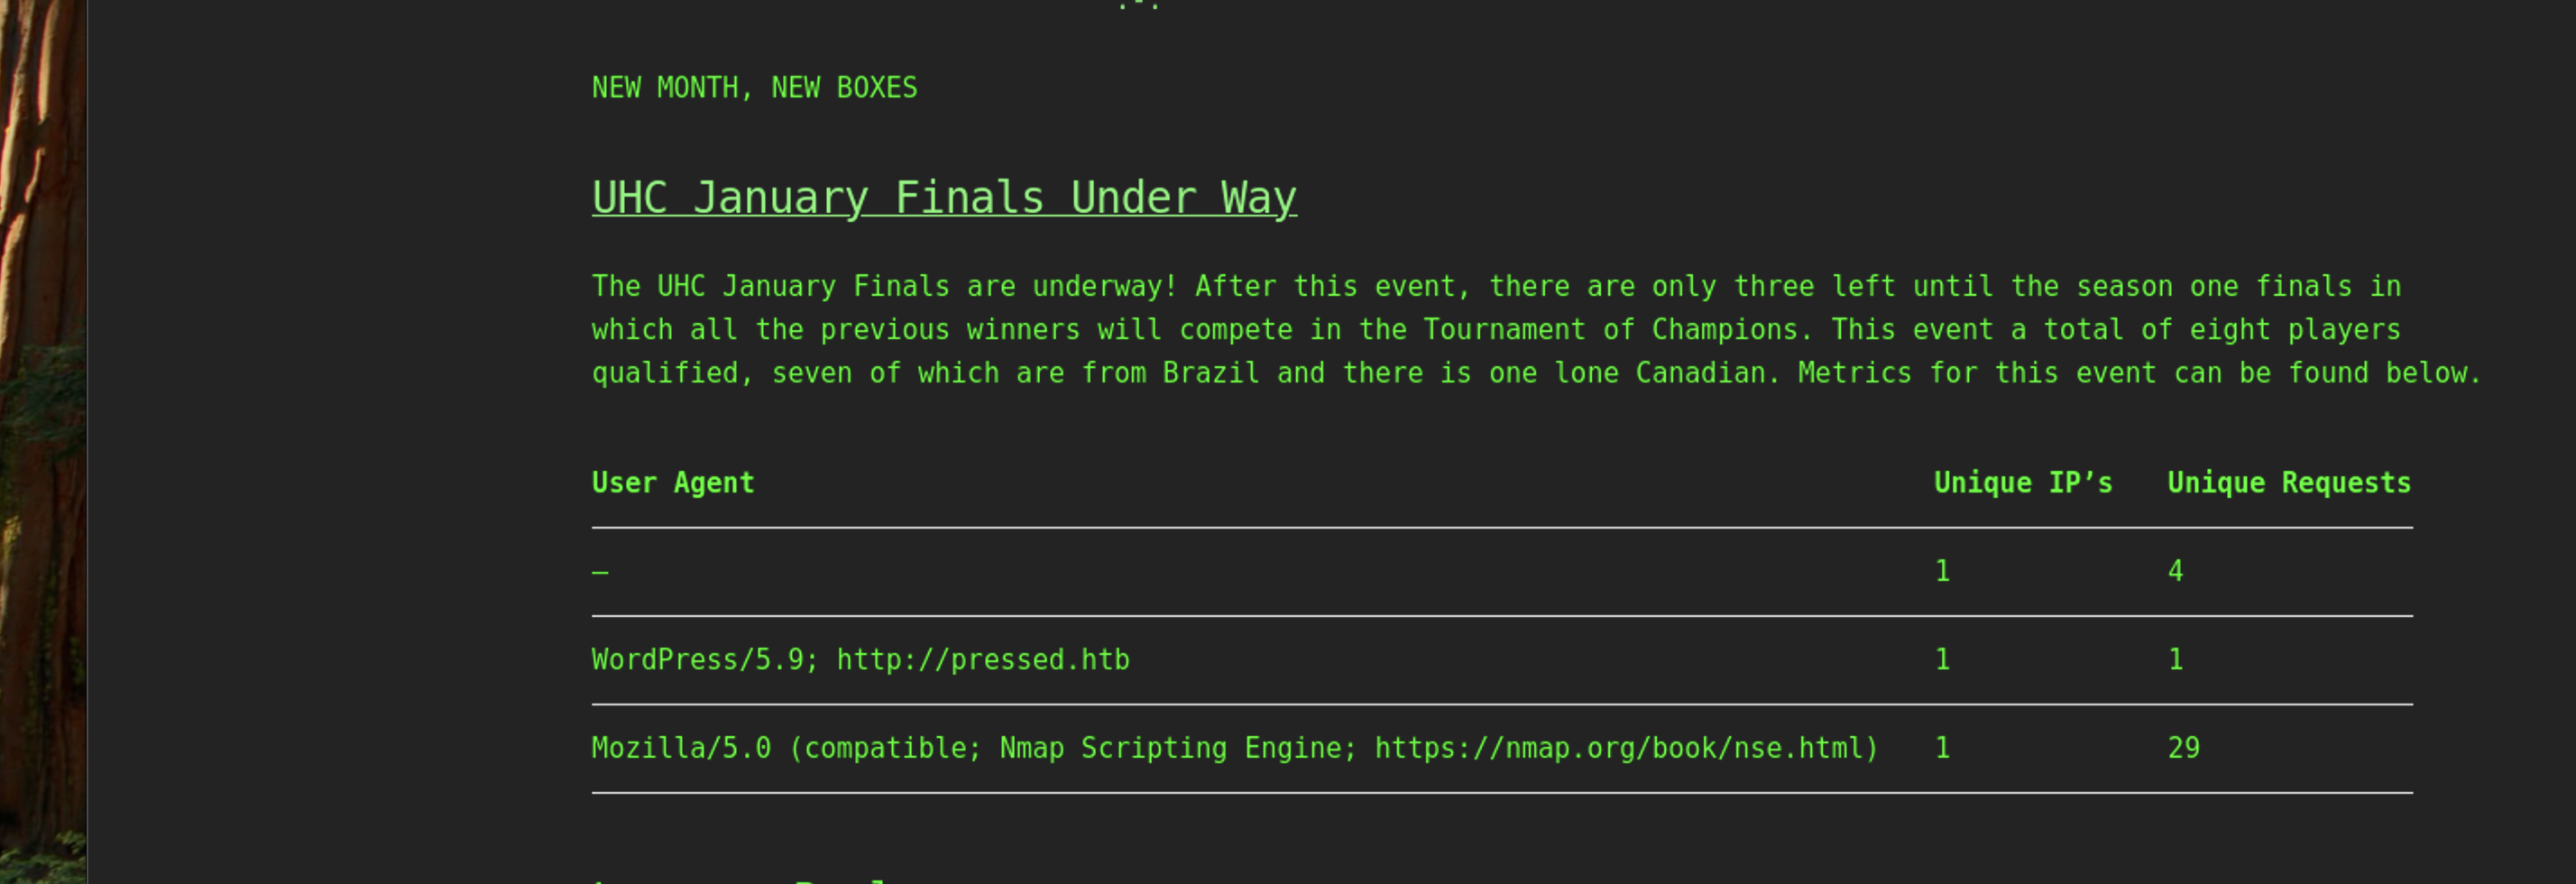 NEW MONTH, NEW BOXES
UHC January Finals Under Way
The UHC January Finals are underway! After this event, there are only three left until the season one finals in
which all the previous winners will compete in the Tournament of Champions. This event a total of eight players
qualified, seven of which are from Brazil and there is one lone Canadian. Metrics for this event can be found below.
User Agent Unique IP’s Unique Requests
– 1 4
WordPress/5.9; http://pressed.htb 1 1
Mozilla/5.0 (compatible; Nmap Scripting Engine; https://nmap.org/book/nse.html) 1 29